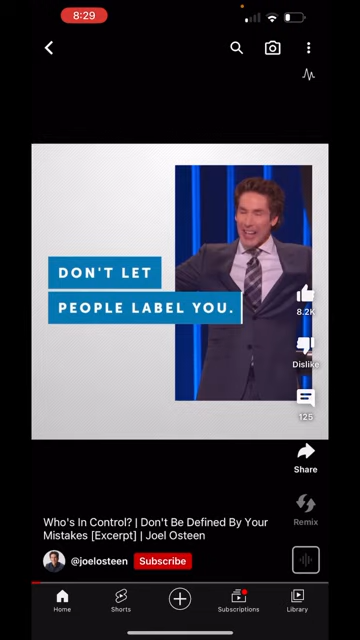 8:29
DON'T LET
PEOPLE LABEL YOU.
8.2K
Dislike
125
Share
Remix
Who's In Control? | Don't Be Defined By Your
Mistakes [Excerpt] | Joel Osteen
@joelosteen Subscribe
Home Shorts Subscriptions Library